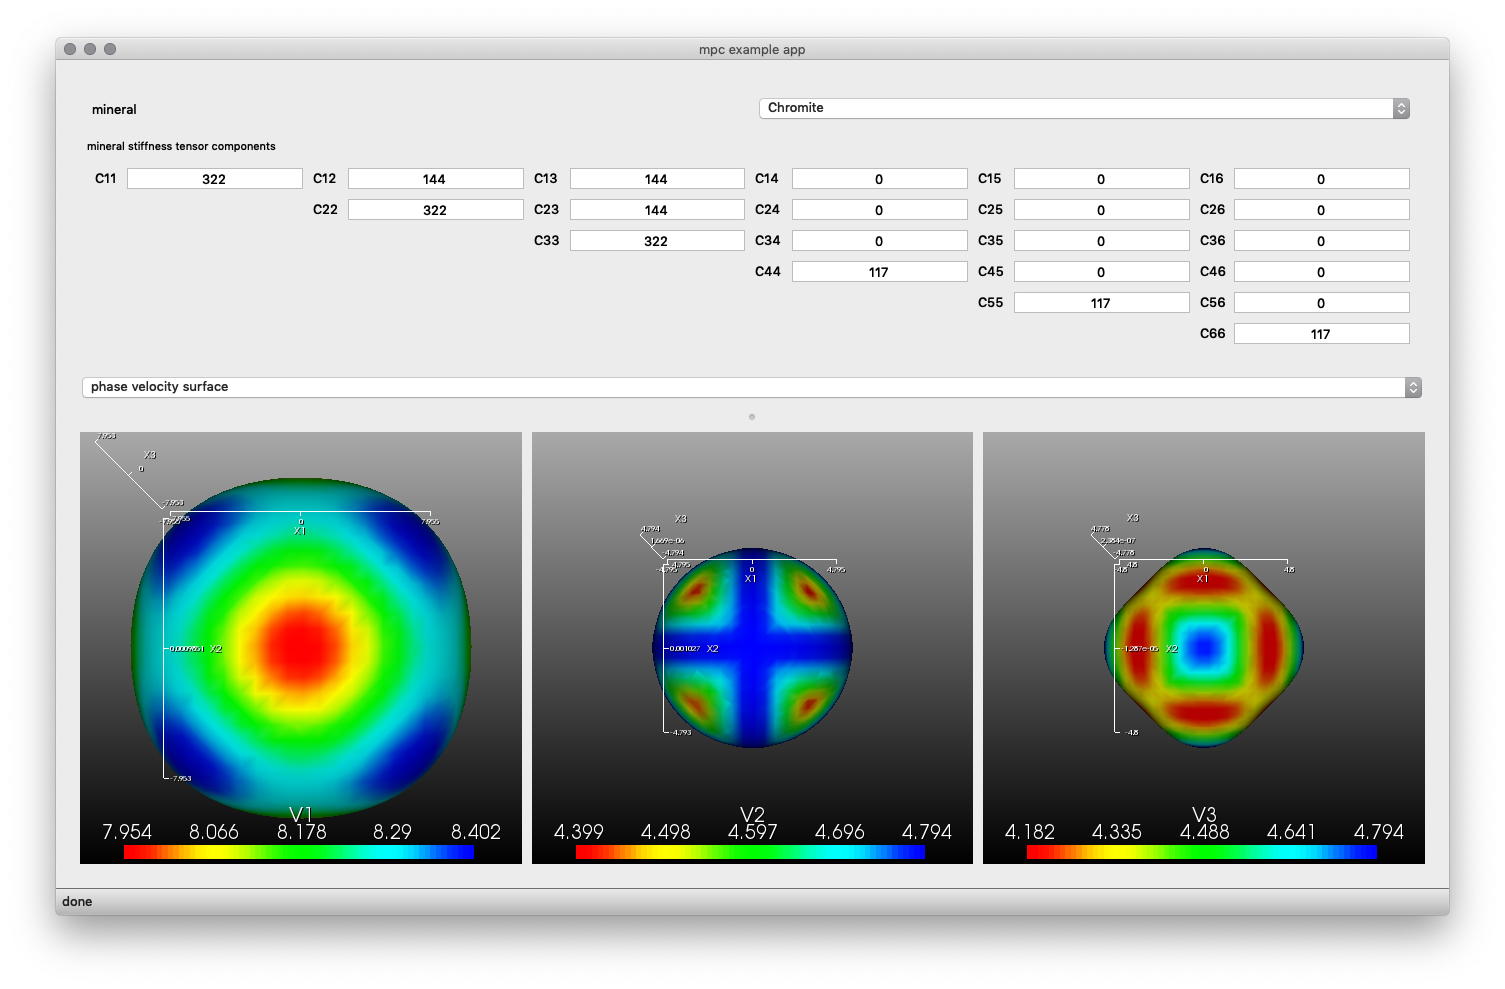 mpc example app
mineral
Chromite
mineral stiffness tensor components
C11 322 C12 144 C13 144 C14 0 C15 0 C16 0
C22 322 C23 144 C24 0 C25 0 C26 0
C33 322 C34 0 C35 0 C36 0
C44 117 C45 0 C46 0
C55 117 C56 0
C66 117
phase velocity surface
7.953
X3
0
-7.953
0 7.955
X1
-0.0009851 X2
-7.953
V1
7.954 8.066 8.178 8.29 8.402
X3
4.794
1.669e-06
-4.794
-4.795
0 4.795
X1
-0.001027 X2
-4.793
V2
4.399 4.498 4.597 4.696 4.794
X3
4.778
2.384e-07
-4.778
-4.8
-4.8 0 4.8
X1
-1.287e-05 X2
-4.8
V3
4.182 4.335 4.488 4.641 4.794
done